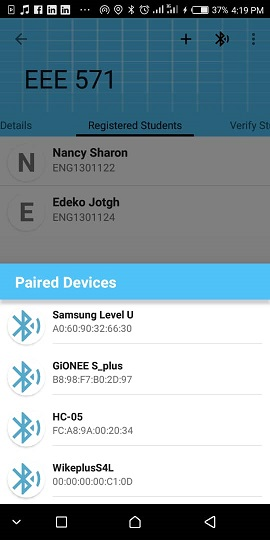 37% 4:19 PM
EEE 571
Details Registered Students Verify St
N Nancy Sharon
ENG1301122
E Edeko Jotgh
ENG1301124
Paired Devices
Samsung Level U
A0:60:90:32:66:30
GiONEE S_plus
B8:98:F7:B0:2D:97
HC-05
FC:A8:9A:00:20:34
WikeplusS4L
00:00:00:00:C1:0D